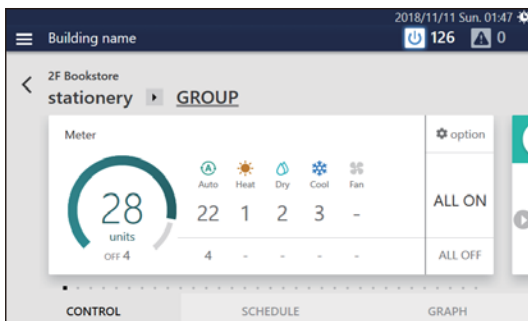 2018/11/11 Sun. 01:47
Building name
126
0
2F Bookstore
stationery
GROUP
Meter
option
Auto
Heat
Dry
Cool
Fan
28
units
OFF 4
22
1
2
3
-
4
-
-
-
-
ALL ON
ALL OFF
CONTROL
SCHEDULE
GRAPH